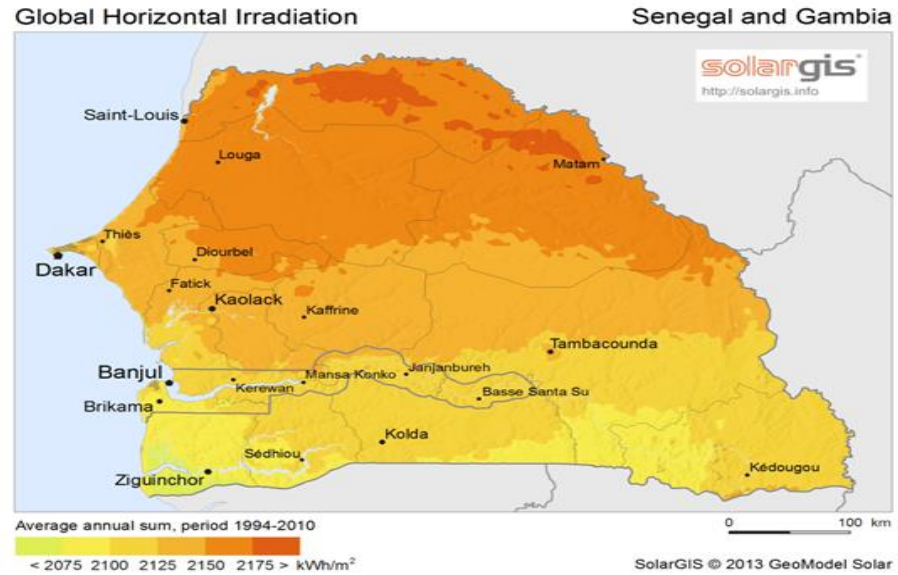 Global Horizontal Irradiation
Senegal and Gambia
solargis
http://solargis.info
Saint-Louis
Louga
Matam
Thiès
Diourbel
Dakar
Fatick
Kaolack
Kaffrine
Tambacounda
Banjul
Mansa Konko
Janjanbureh
Kerewan
Basse Santa Su
Brikama
Kolda
Sédhiou
Kédougou
Ziguinchor
Average annual sum, period 1994-2010
0 100 km
< 2075 2100 2125 2150 2175 > kWh/m²
SolarGIS © 2013 GeoModel Solar